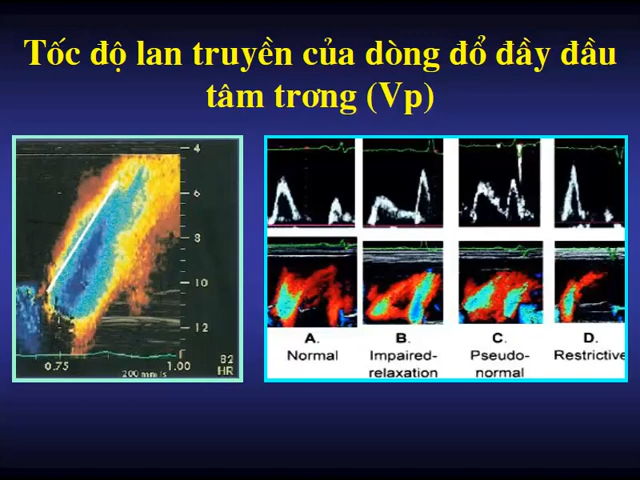 Tốc độ lan truyền của dòng đổ đầy đầu
tâm trơng (Vp)
4
6
8
10
12
82
HR
0.75
1.00
200 mm/s
A.
Normal
B.
Impaired-
relaxation
C.
Pseudo-
normal
D.
Restrictive